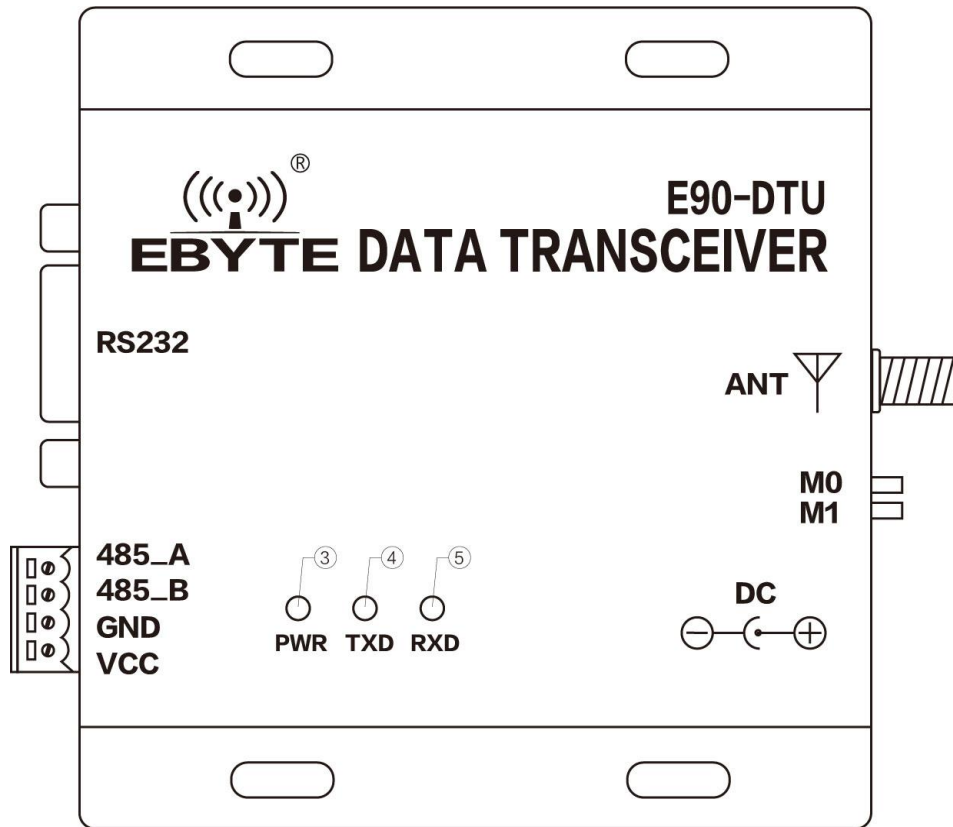 ®
E90-DTU
EBYTE DATA TRANSCEIVER
RS232
ANT
M0
M1
485_A
485_B
GND
VCC
③ ④ ⑤
PWR TXD RXD
DC